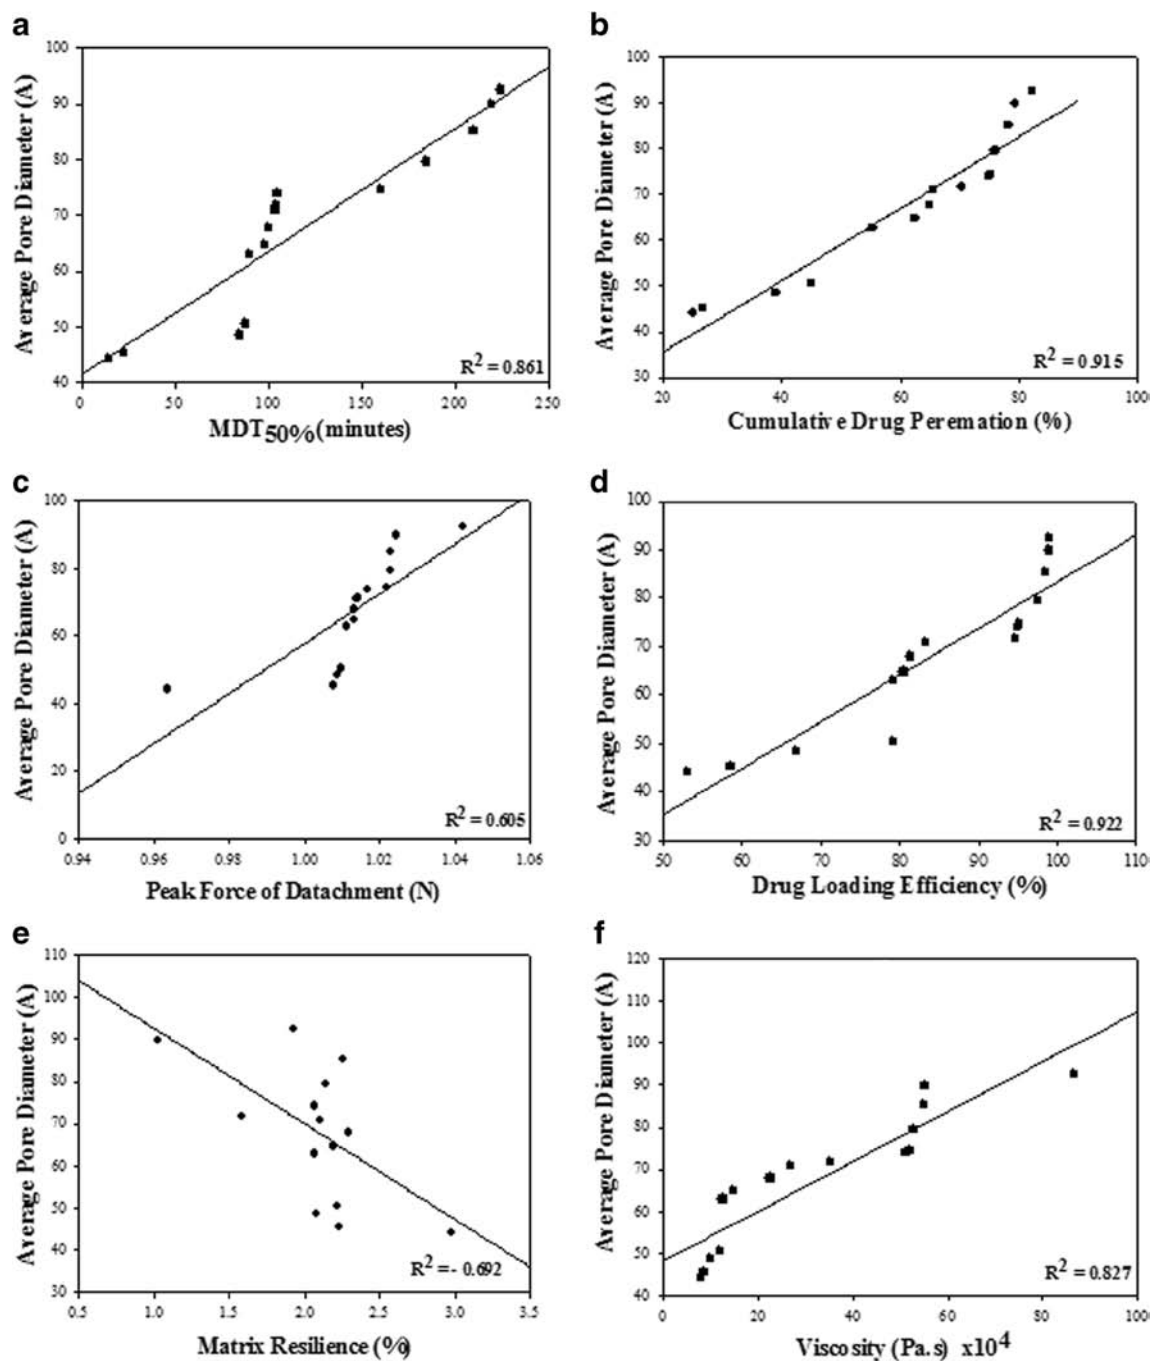 a
Average Pore Diameter (A)
100
90
80
70
60
50
40
0 50 100 150 200 250
R2 = 0.861
MDT50%(minutes)
b
Average Pore Diameter (A)
100
90
80
70
60
50
40
30
20 40 60 80 100
R2 = 0.915
Cumulative Drug Peremation (%)
c
Average Pore Diameter (A)
100
80
60
40
20
0
0.94 0.96 0.98 1.00 1.02 1.04 1.06
R2 = 0.605
Peak Force of Datachment (N)
d
Average Pore Diameter (A)
100
90
80
70
60
50
40
30
50 60 70 80 90 100 110
R2 = 0.922
Drug Loading Efficiency (%)
e
Average Pore Diameter (A)
110
100
90
80
70
60
50
40
30
0.5 1.0 1.5 2.0 2.5 3.0 3.5
R2 = - 0.692
Matrix Resilience (%)
f
Average Pore Diameter (A)
120
110
100
90
80
70
60
50
40
0 20 40 60 80 100
R2 = 0.827
Viscosity (Pa.s) x104